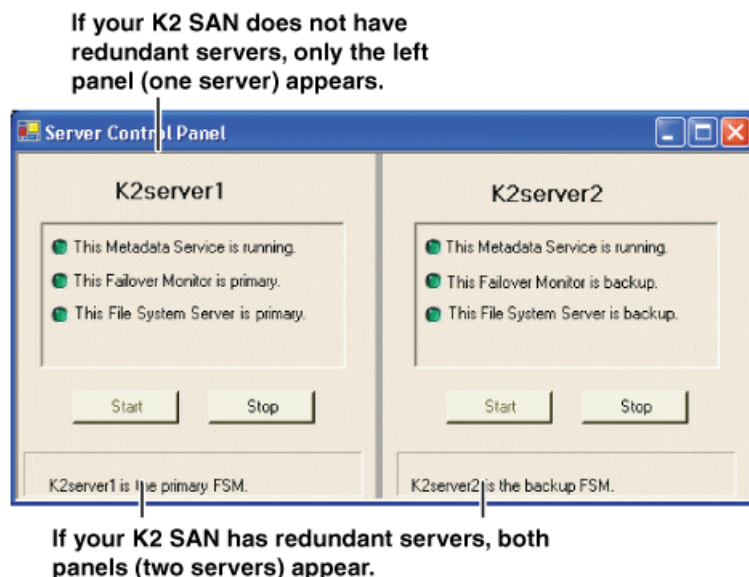 If your K2 SAN does not have
redundant servers, only the left
panel (one server) appears.
Server Control Panel
K2server1
This Metadata Service is running.
This Failover Monitor is primary.
This File System Server is primary.
Start
Stop
K2server1 is the primary FSM.
K2server2
This Metadata Service is running.
This Failover Monitor is backup.
This File System Server is backup.
Start
Stop
K2server2 is the backup FSM.
If your K2 SAN has redundant servers, both
panels (two servers) appear.